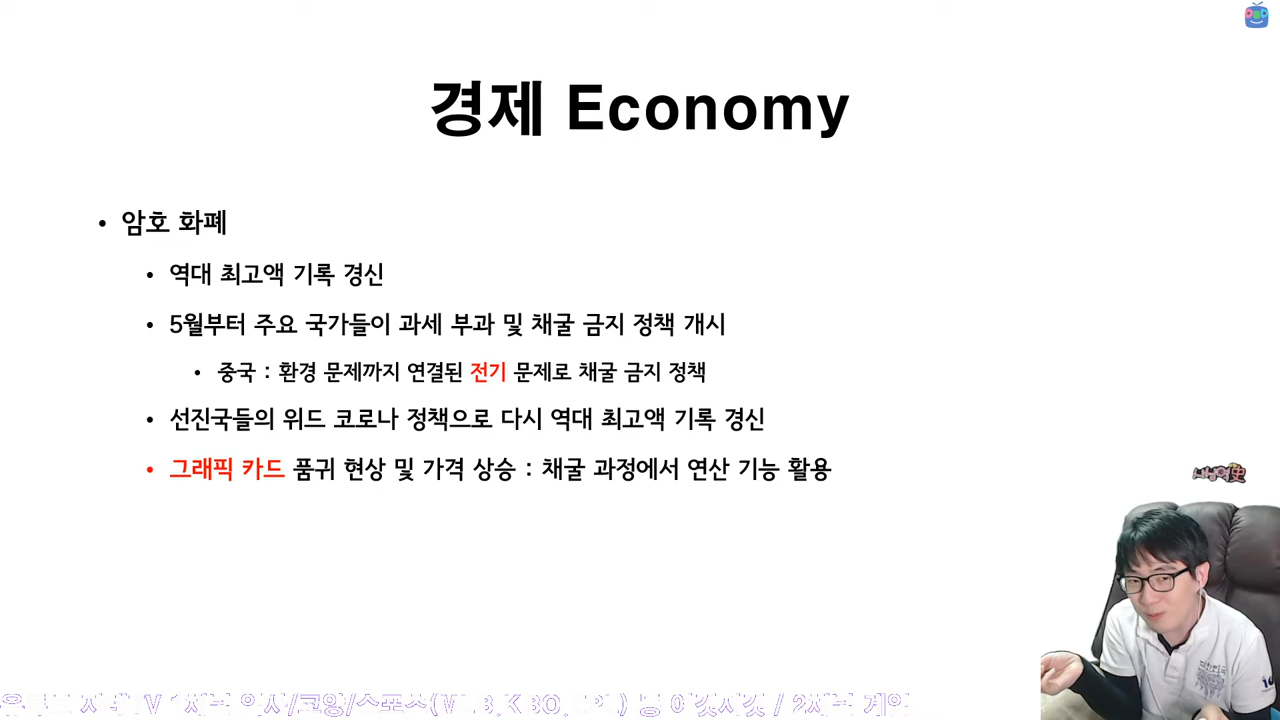 경제 Economy
• 암호 화폐
• 역대 최고액 기록 경신
• 5월부터 주요 국가들이 과세 부과 및 채굴 금지 정책 개시
• 중국 : 환경 문제까지 연결된 전기 문제로 채굴 금지 정책
• 선진국들의 위드 코로나 정책으로 다시 역대 최고액 기록 경신
• 그래픽 카드 품귀 현상 및 가격 상승 : 채굴 과정에서 연산 기능 활용
대한민국